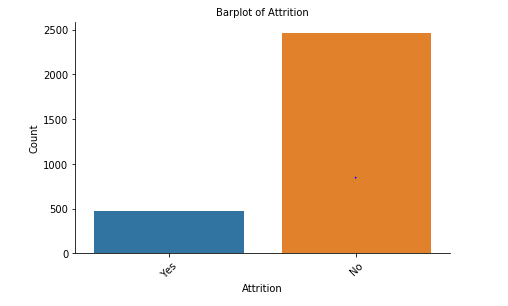 Barplot of Attrition
2500
2000
1500
1000
500
0
Count
Yes
No
Attrition